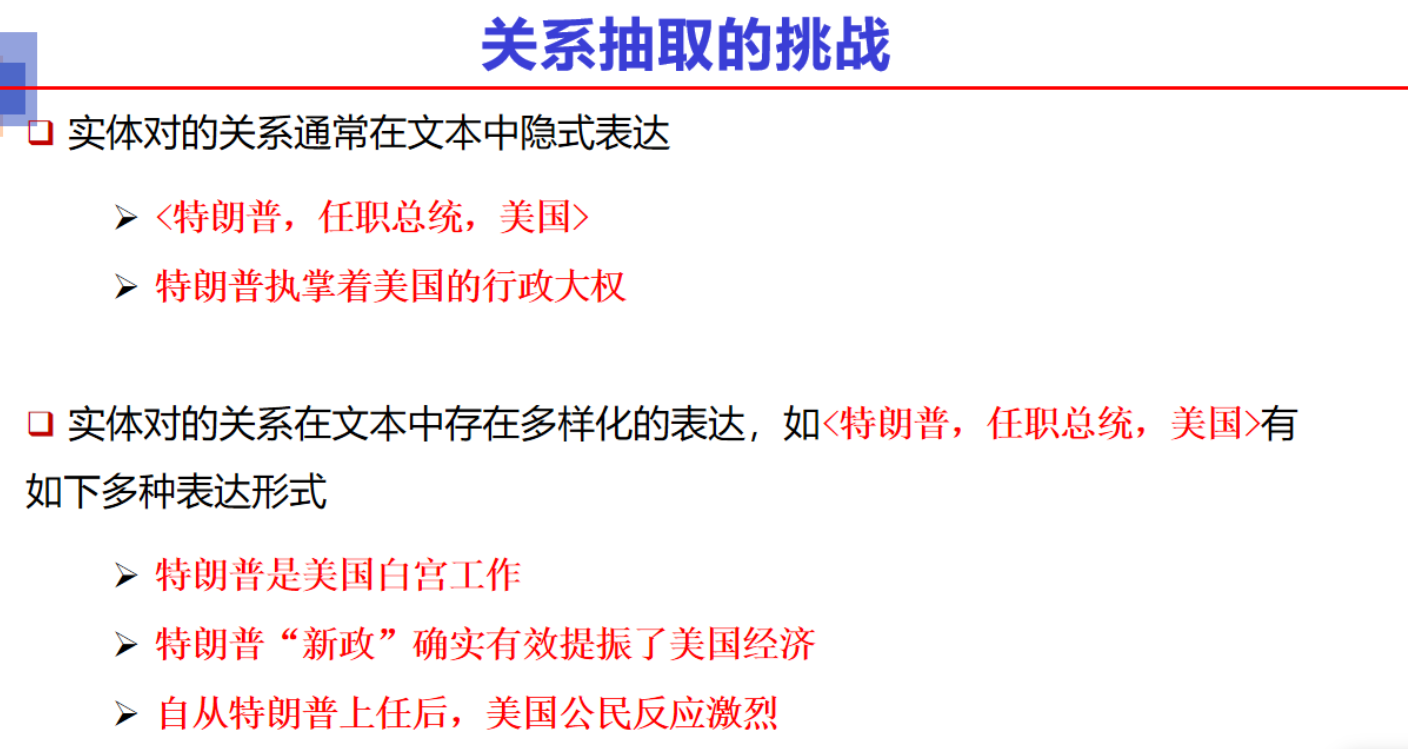 关系抽取的挑战
实体对的关系通常在文本中隐式表达
<特朗普，任职总统，美国>
特朗普执掌着美国的行政大权
实体对的关系在文本中存在多样化的表达，如<特朗普，任职总统，美国>有
如下多种表达形式
特朗普是美国白宫工作
特朗普“新政”确实有效提振了美国经济
自从特朗普上任后，美国公民反应激烈